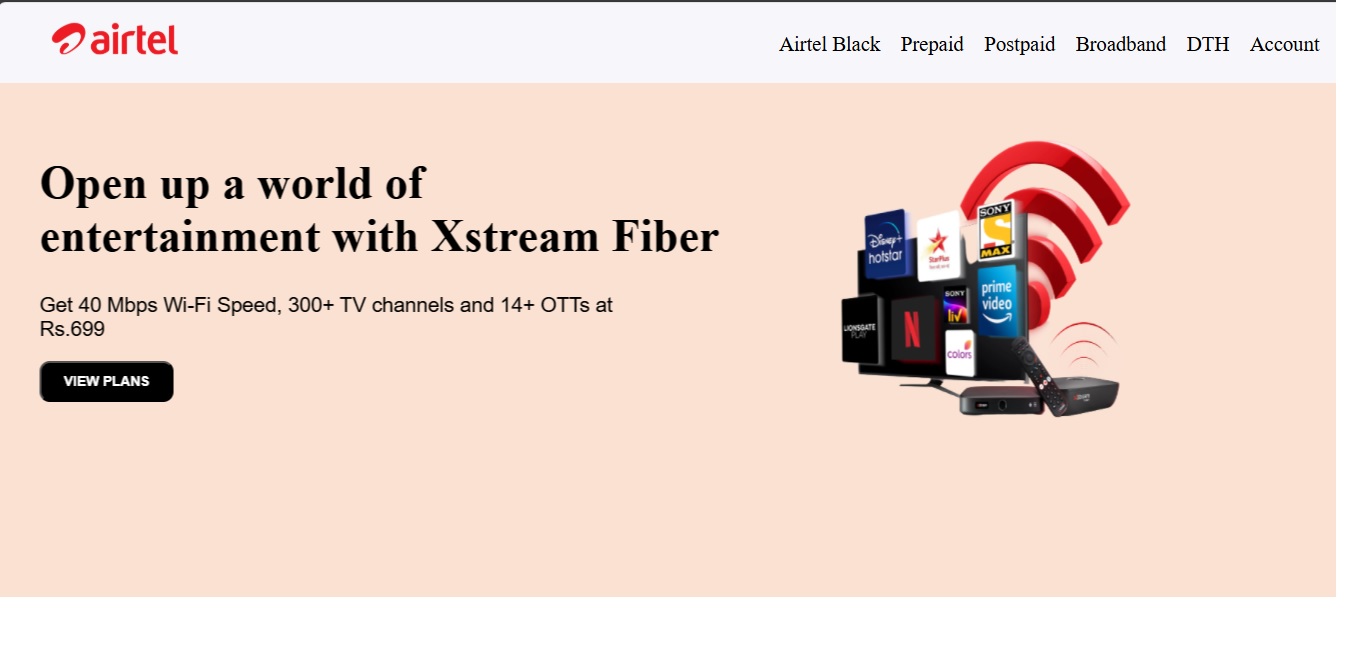 airtel
Airtel Black Prepaid Postpaid Broadband DTH Account
Open up a world of
entertainment with Xstream Fiber
Get 40 Mbps Wi-Fi Speed, 300+ TV channels and 14+ OTTs at
Rs.699
VIEW PLANS
Disney+
hotstar
StarPlus
SONY
MAX
prime
video
SONY
liv
LIONSGATE
PLAY
N
colors